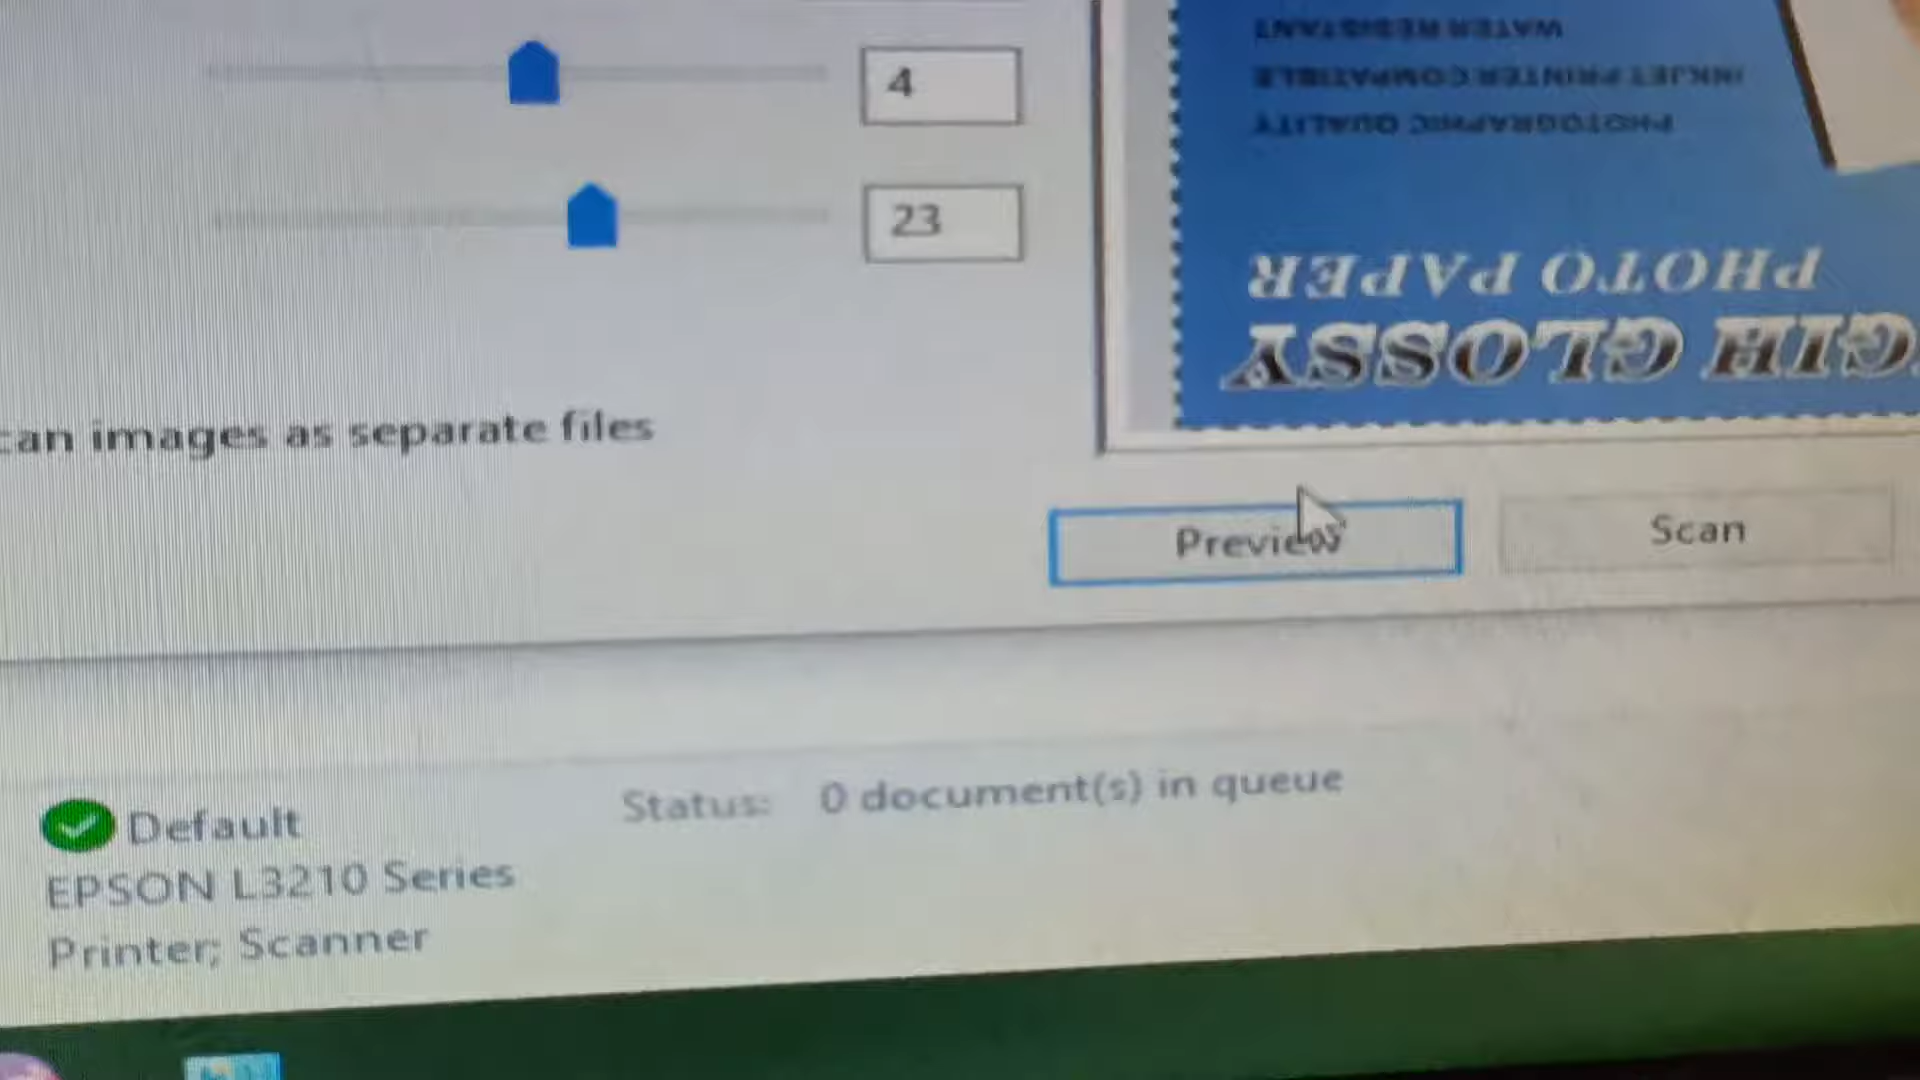 4
23
can images as separate files
WATER RESISTANT
INKJET PRINTER COMPATIBLE
PHOTOGRAPHIC QUALITY
PHOTO PAPER
GLOSSY
Preview
Scan
Default
Status: 0 document(s) in queue
EPSON L3210 Series
Printer; Scanner